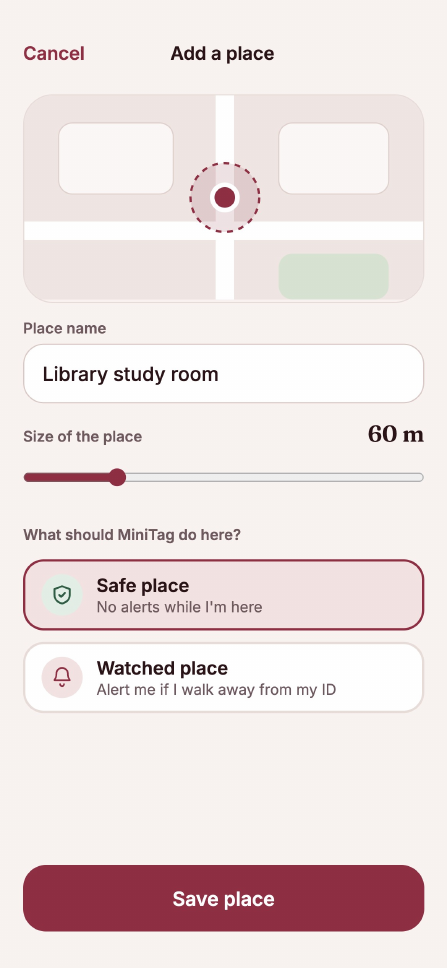 Cancel
Add a place
Place name
Library study room
Size of the place
60 m
What should MiniTag do here?
Safe place
No alerts while I'm here
Watched place
Alert me if I walk away from my ID
Save place